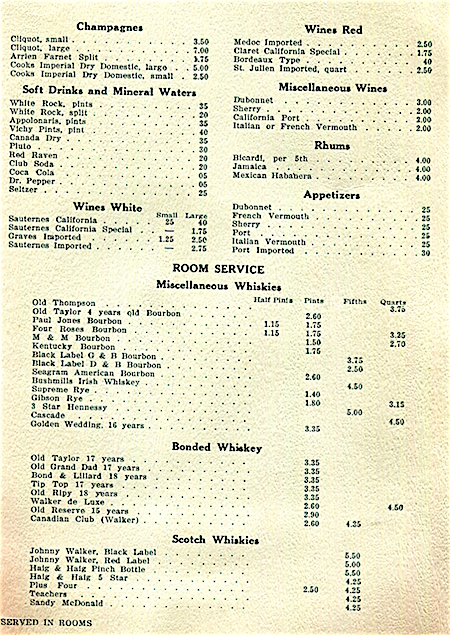 Champagnes
Cliquot, small 3.50
Cliquot, large 7.00
Arrien Farnet Split 1.75
Cooks Imperial Dry Domestic, large 5.00
Cooks Imperial Dry Domestic, small 2.50
Soft Drinks and Mineral Waters
White Rock, pints 35
White Rock, split 20
Appolonaris, pints 35
Vichy Pints, pint 40
Canada Dry 35
Pluto 30
Red Raven 20
Club Soda 20
Coca Cola 05
Dr. Pepper 05
Seltzer 25
Wines White Small Large
Sauternes California 25 40
Sauternes California Special — 1.75
Graves Imported 1.25 2.50
Sauternes Imported — 2.75
Wines Red
Medoc Imported 2.50
Claret California Special 1.75
Bordeaux Type 40
St. Julien Imported, quart 2.50
Miscellaneous Wines
Dubonnet 3.00
Sherry 2.00
California Port 2.00
Italian or French Vermouth 2.00
Rhums
Bicardi, per 5th 4.00
Jamaica 4.00
Mexican Habanera 4.00
Appetizers
Dubonnet 25
French Vermouth 25
Sherry 25
Port 25
Italian Vermouth 25
Port Imported 30
ROOM SERVICE
Miscellaneous Whiskies
Half Pints Pints Fifths Quarts
Old Thompson 3.75
Old Taylor 4 years old Bourbon 2.60
Paul Jones Bourbon 1.15 1.75
Four Roses Bourbon 1.15 1.75 3.25
M & M Bourbon 1.50 2.70
Kentucky Bourbon 1.75
Black Label G & B Bourbon 3.75
Black Label D & B Bourbon 2.50
Seagram American Bourbon 2.60
Bushmills Irish Whiskey 4.50
Supreme Rye 1.40
Gibson Rye 1.80 3.15
3 Star Hennessy 5.00
Cascade 4.50
Golden Wedding, 16 years 3.35
Bonded Whiskey
Old Taylor 17 years 3.35
Old Grand Dad 17 years 3.35
Bond & Lillard 18 years 3.35
Tip Top 17 years 3.35
Old Ripy 18 years 3.35
Walker de Luxe 2.60 4.50
Old Reserve 15 years 2.90
Canadian Club (Walker) 2.60 4.25
Scotch Whiskies
Johnny Walker, Black Label 5.50
Johnny Walker, Red Label 5.00
Haig & Haig Pinch Bottle 5.50
Haig & Haig 5 Star 4.25
Plus Four 4.25
Teachers 2.50 4.25
Sandy McDonald 4.25
SERVED IN ROOMS